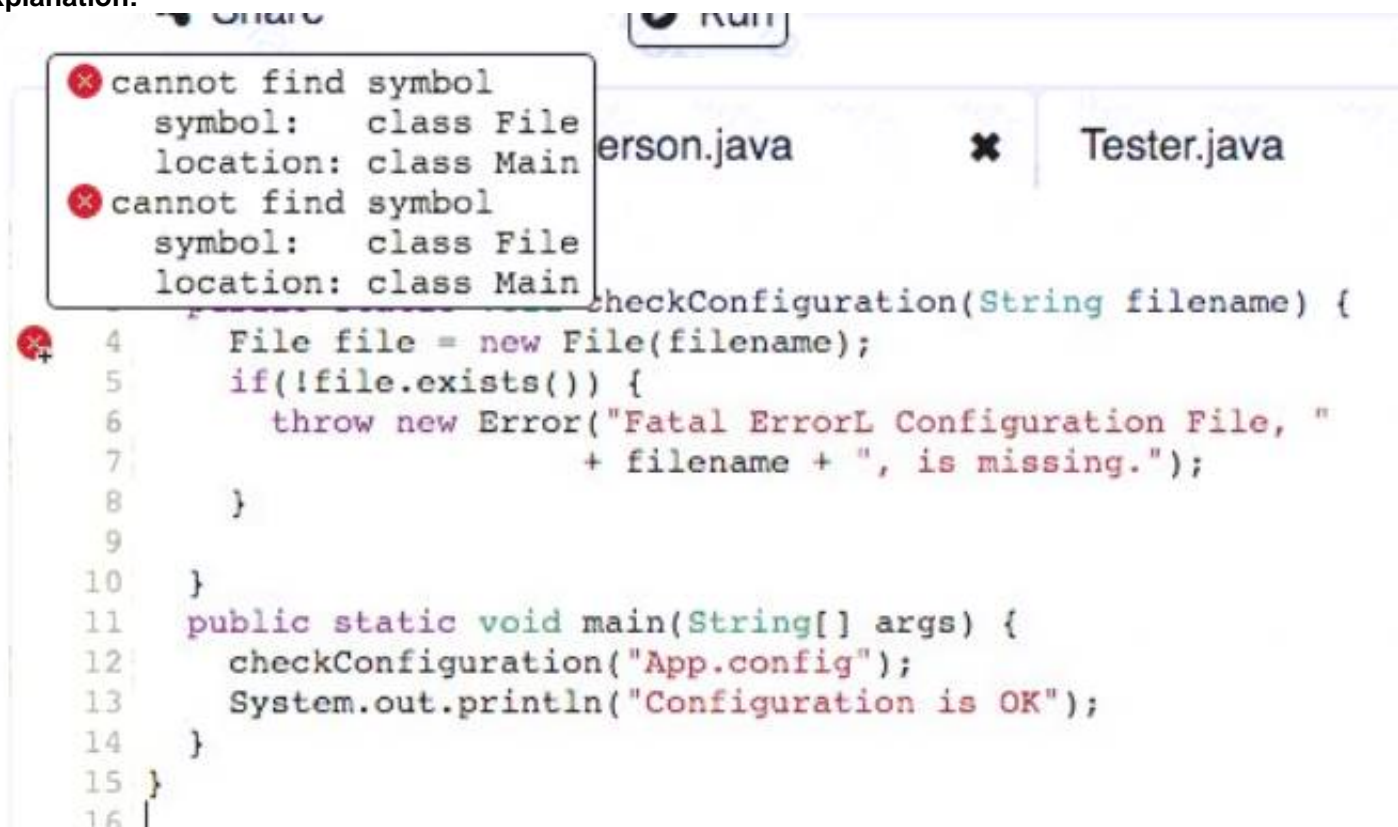 xplanation:
Share
Run
cannot find symbol
symbol: class File
location: class Main
cannot find symbol
symbol: class File
location: class Main
erson.java ✖ Tester.java
checkConfiguration(String filename) {
4 File file = new File(filename);
5 if(!file.exists()) {
6 throw new Error("Fatal ErrorL Configuration File, "
7 + filename + ", is missing.");
8 }
9
10 }
11 public static void main(String[] args) {
12 checkConfiguration("App.config");
13 System.out.println("Configuration is OK");
14 }
15 }
16